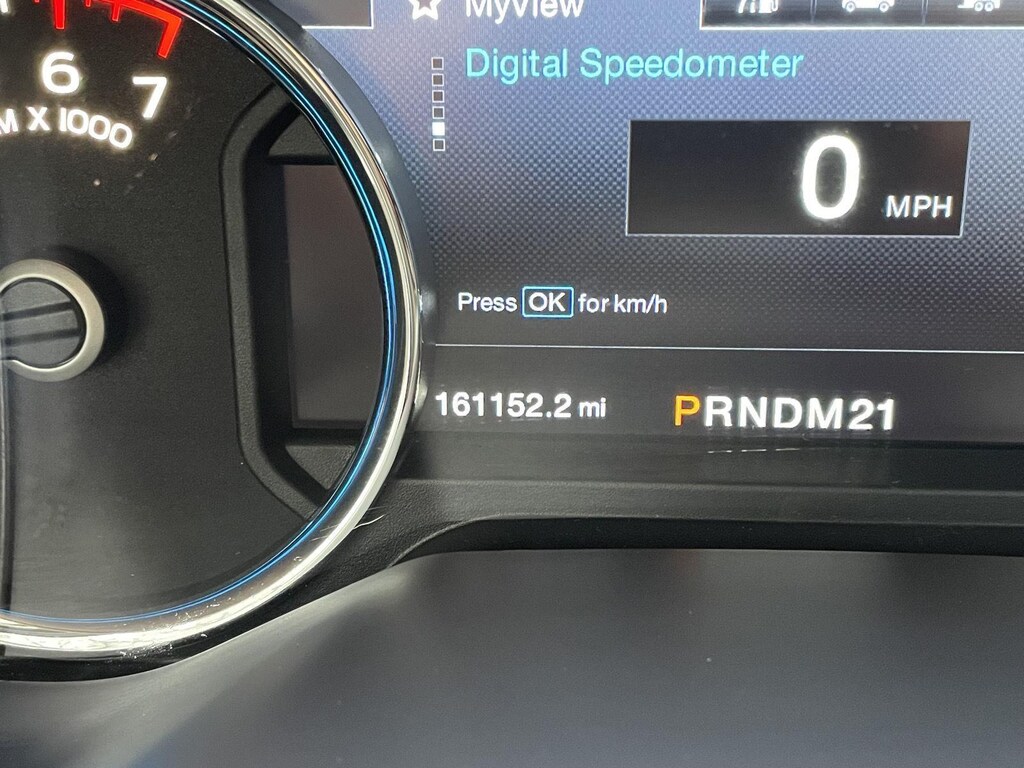 MyView
Digital Speedometer
6
7
X 1000
0 MPH
Press OK for km/h
161152.2 mi
PRNDM21